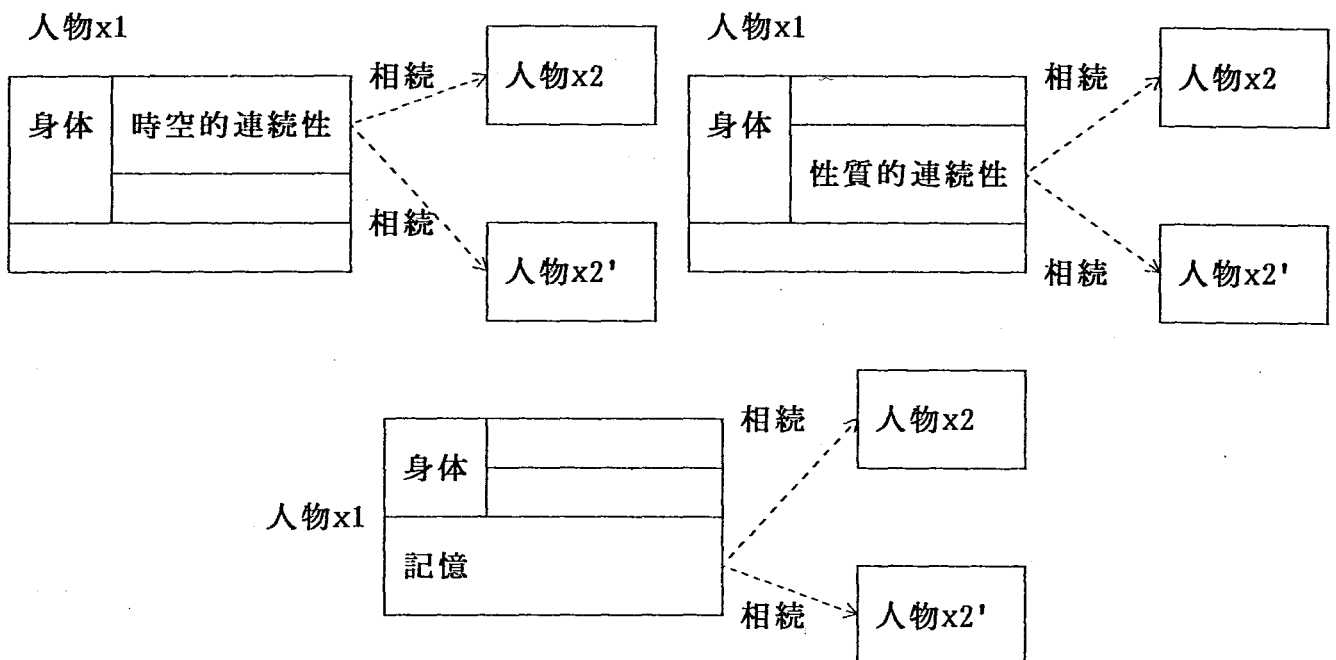 人物x1
身体
時空的連続性
相続
相続
人物x2
人物x2'
人物x1
身体
性質的連続性
相続
相続
人物x2
人物x2'
人物x1
身体
記憶
相続
相続
人物x2
人物x2'